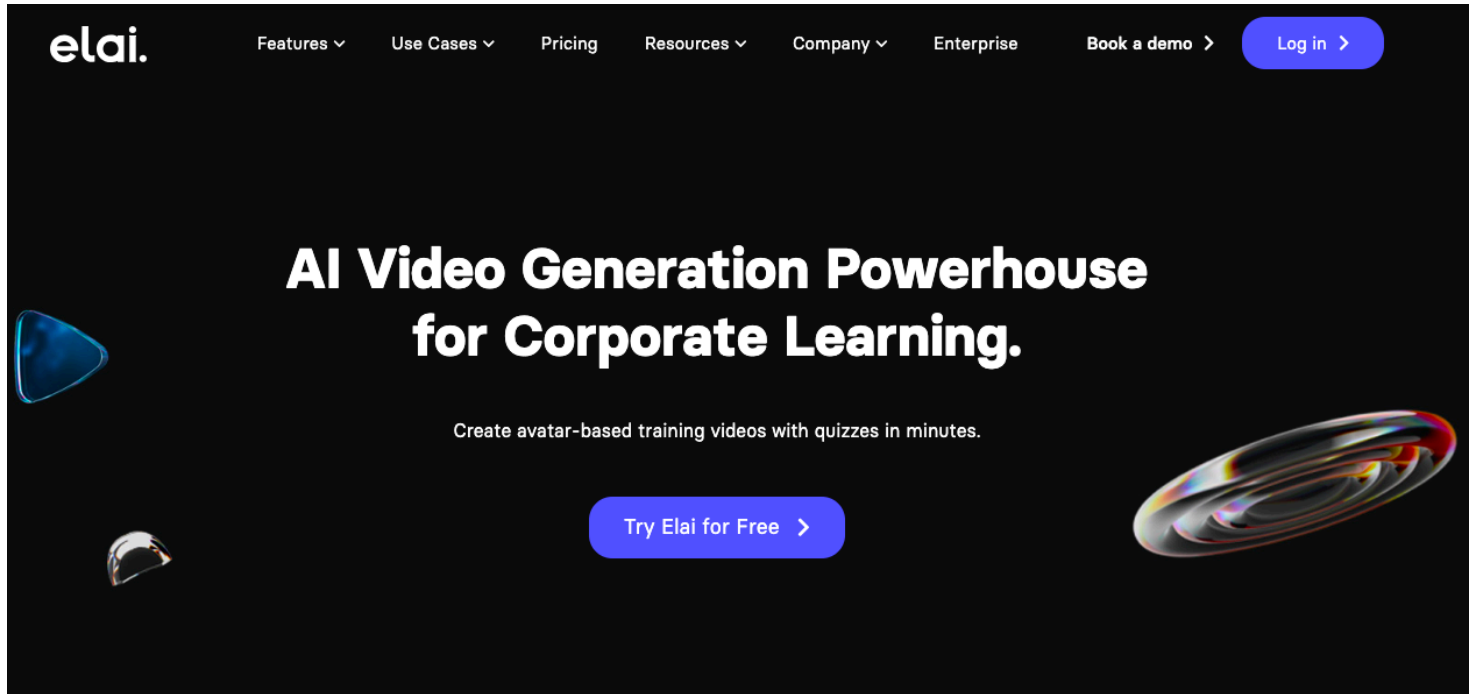 elai.
Features
Use Cases
Pricing
Resources
Company
Enterprise
Book a demo
Log in
AI Video Generation Powerhouse
for Corporate Learning.
Create avatar-based training videos with quizzes in minutes.
Try Elai for Free